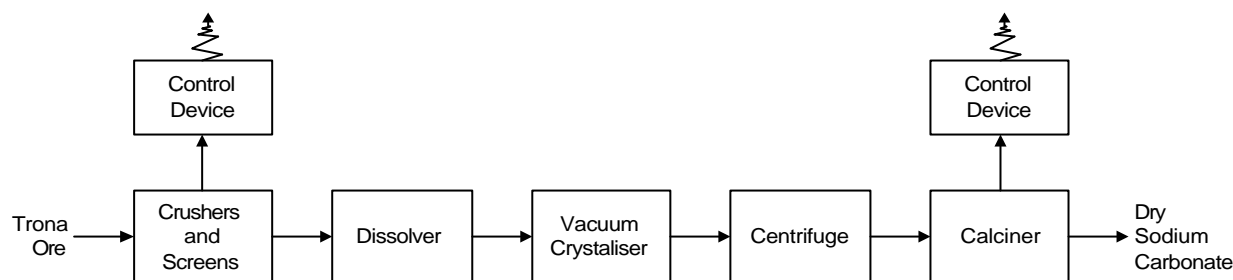 Control
Device
Control
Device
Trona
Ore
Crushers
and
Screens
Dissolver
Vacuum
Crystaliser
Centrifuge
Calciner
Dry
Sodium
Carbonate